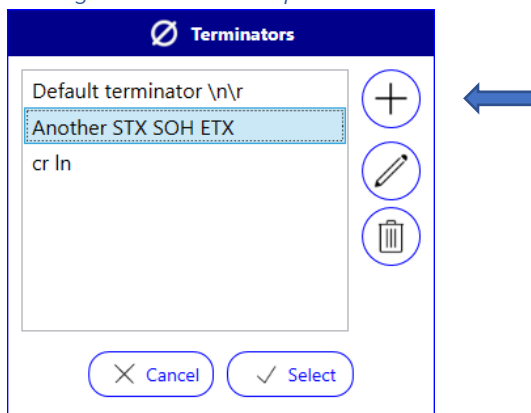 Terminators
Default terminator \n\r
Another STX SOH ETX
cr ln
Cancel
Select